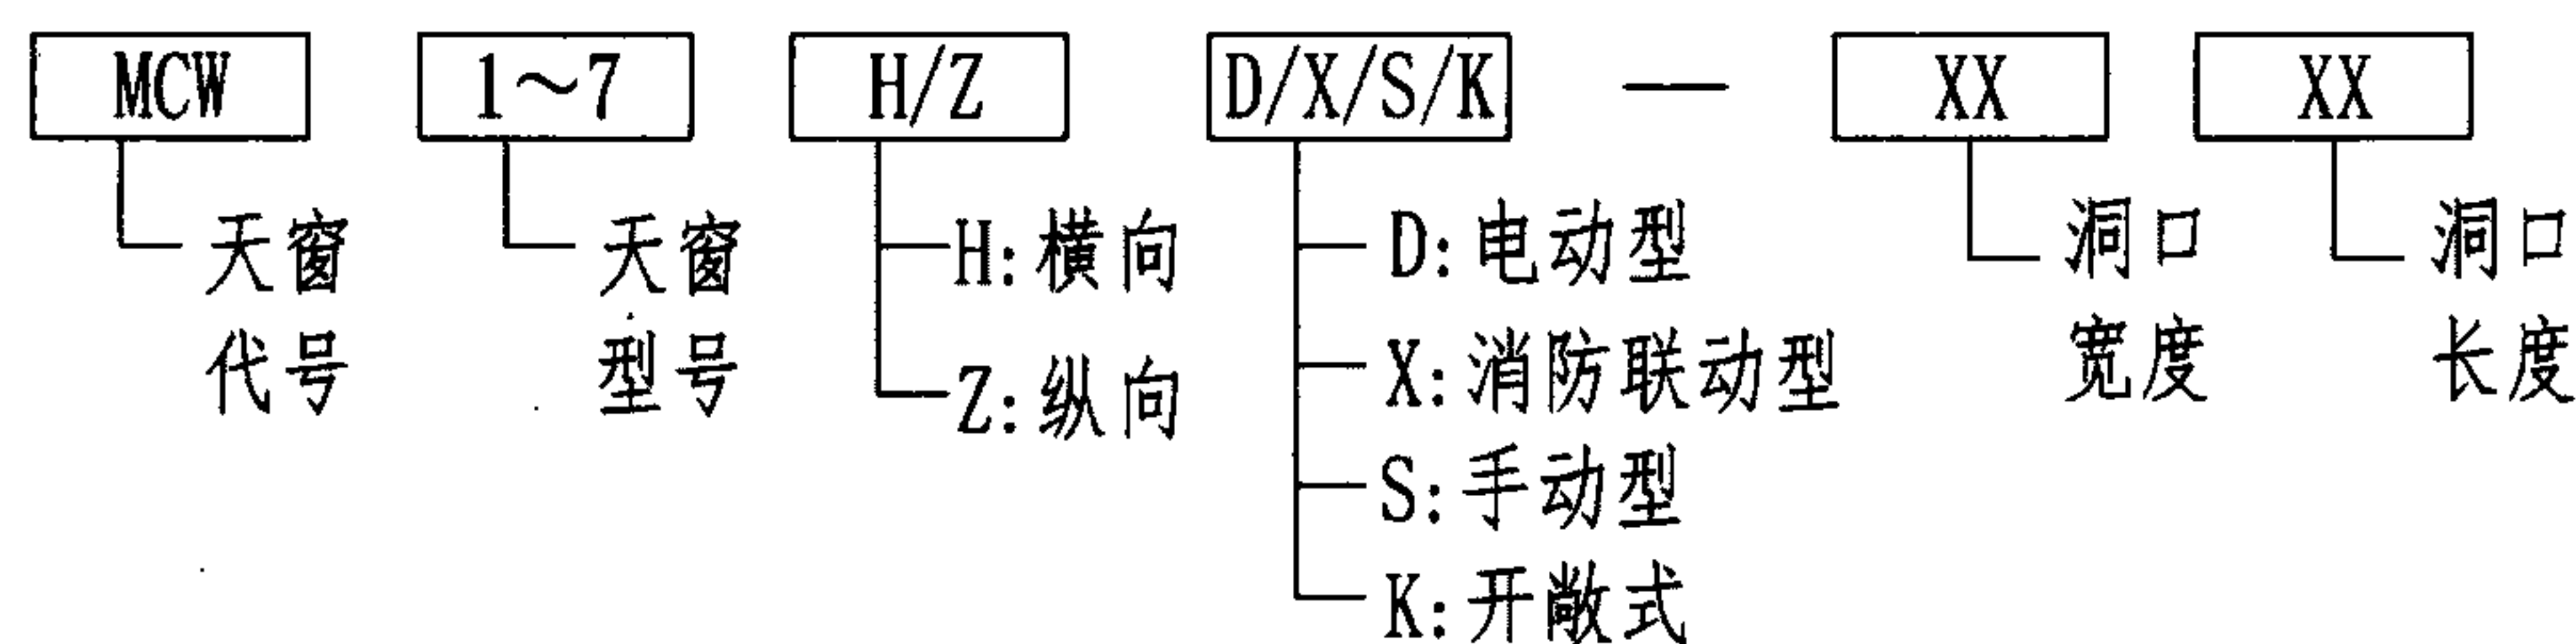 MCW 1～7 H/Z D/X/S/K — XX XX
天窗 天窗 H:横向 D:电动型 洞口 洞口
代号 型号 Z:纵向 X:消防联动型 宽度 长度
S:手动型
K:开敞式